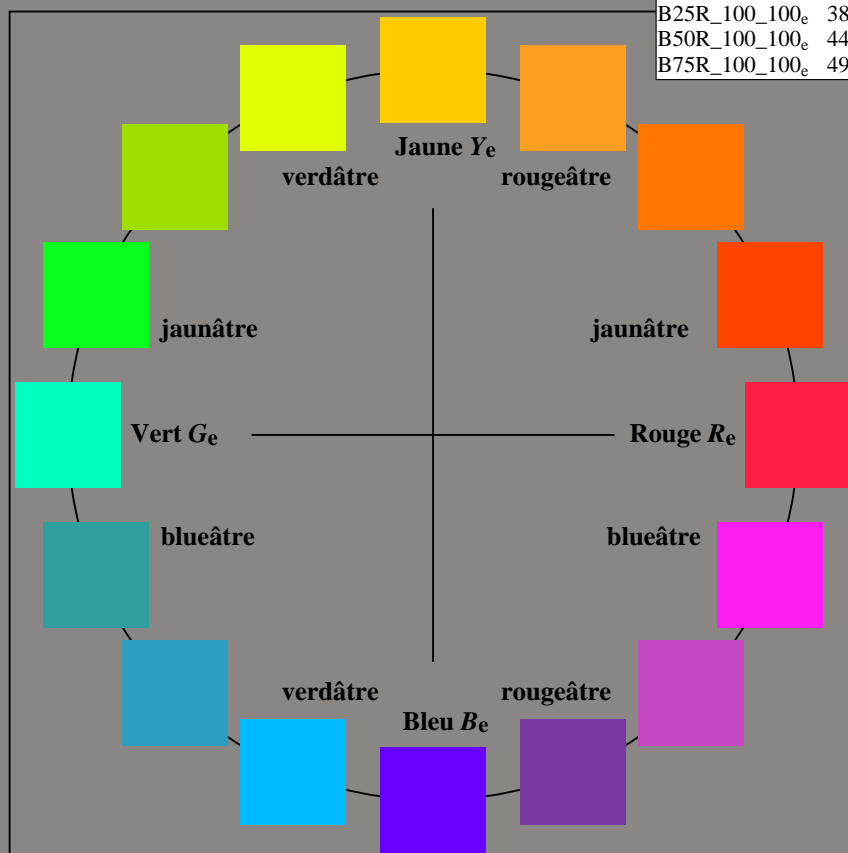 B25R_100_100e 38
B50R_100_100e 44
B75R_100_100e 49
Jaune Ye
verdâtre rougeâtre
jaunâtre jaunâtre
Vert Ge Rouge Re
blueâtre blueâtre
verdâtre rougeâtre
Bleu Be